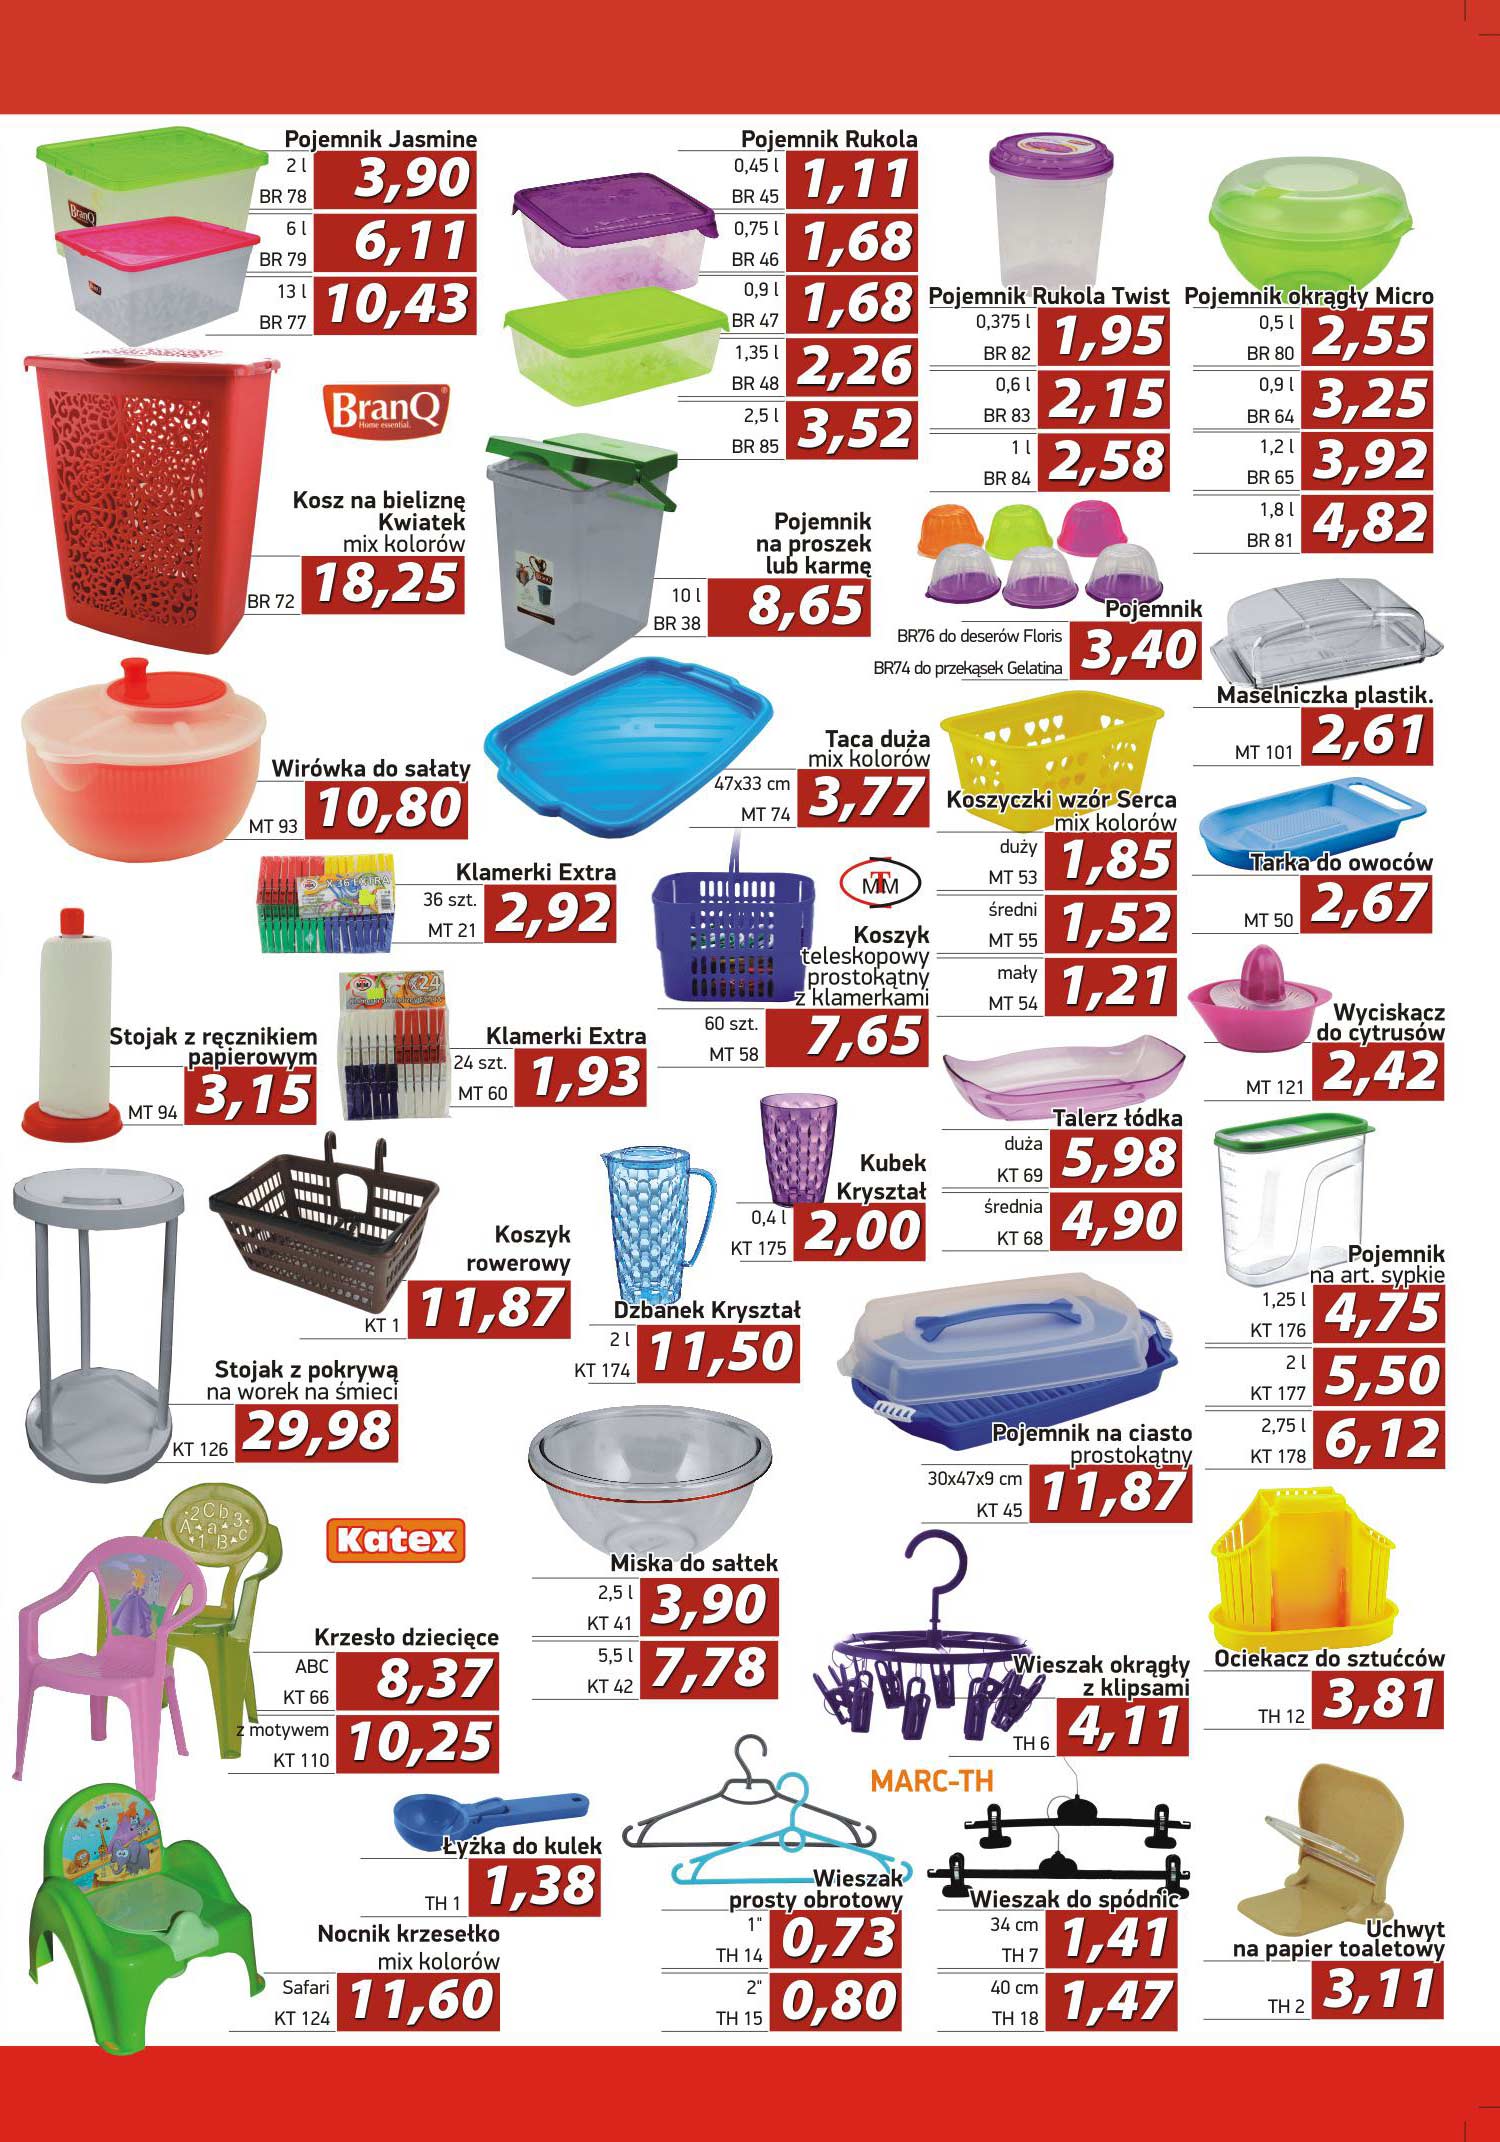 Pojemnik Jasmine
2 l
BR 78
3,90
6 l
BR 79
6,11
13 l
BR 77
10,43
BranQ
BranQ
Pojemnik Rukola
0,45 l
BR 45
1,11
0,75 l
BR 46
1,68
0,9 l
BR 47
1,68
1,35 l
BR 48
2,26
2,5 l
BR 85
3,52
Pojemnik Rukola Twist
0,375 l
BR 82
1,95
0,6 l
BR 83
2,15
1 l
BR 84
2,58
Pojemnik okrągły Micro
0,5 l
BR 80
2,55
0,9 l
BR 64
3,25
1,2 l
BR 65
3,92
1,8 l
BR 81
4,82
BranQ
Home essential.
Kosz na bieliznę
Kwiatek
mix kolorów
BR 72
18,25
BranQ
Pojemnik
na proszek
lub karmę
10 l
BR 38
8,65
Pojemnik
BR76 do deserów Floris
BR74 do przekąsek Gelatina
3,40
Maselniczka plastik.
MT 101
2,61
Wirówka do sałaty
MT 93
10,80
Taca duża
mix kolorów
47x33 cm
MT 74
3,77
Koszyczki wzór Serca
mix kolorów
duży
MT 53
1,85
średni
MT 55
1,52
mały
MT 54
1,21
Tarka do owoców
MT 50
2,67
X 36 EXTRA
Klamerki Extra
36 szt.
MT 21
2,92
MTM
Koszyk
teleskopowy
prostokątny
z klamerkami
60 szt.
MT 58
7,65
Stojak z ręcznikiem
papierowym
MT 94
3,15
MTM
x24
Klamerki Extra
24 szt.
MT 60
1,93
Wyciskacz
do cytrusów
MT 121
2,42
Talerz łódka
duża
KT 69
5,98
średnia
KT 68
4,90
Kubek
Kryształ
0,4 l
KT 175
2,00
Koszyk
rowerowy
KT 1
11,87
Dzbanek Kryształ
2 l
KT 174
11,50
Pojemnik
na art. sypkie
1,25 l
KT 176
4,75
2 l
KT 177
5,50
2,75 l
KT 178
6,12
Stojak z pokrywą
na worek na śmieci
KT 126
29,98
Pojemnik na ciasto
prostokątny
30x47x9 cm
KT 45
11,87
Katex
Miska do sałtek
2,5 l
KT 41
3,90
5,5 l
KT 42
7,78
Krzesło dziecięce
ABC
KT 66
8,37
z motywem
KT 110
10,25
Wieszak okrągły
z klipsami
TH 6
4,11
Ociekacz do sztućców
TH 12
3,81
MARC-TH
Łyżka do kulek
TH 1
1,38
Nocnik krzesełko
mix kolorów
Safari
KT 124
11,60
Wieszak
prosty obrotowy
1"
TH 14
0,73
2"
TH 15
0,80
Wieszak do spódnic
34 cm
TH 7
1,41
40 cm
TH 18
1,47
Uchwyt
na papier toaletowy
TH 2
3,11